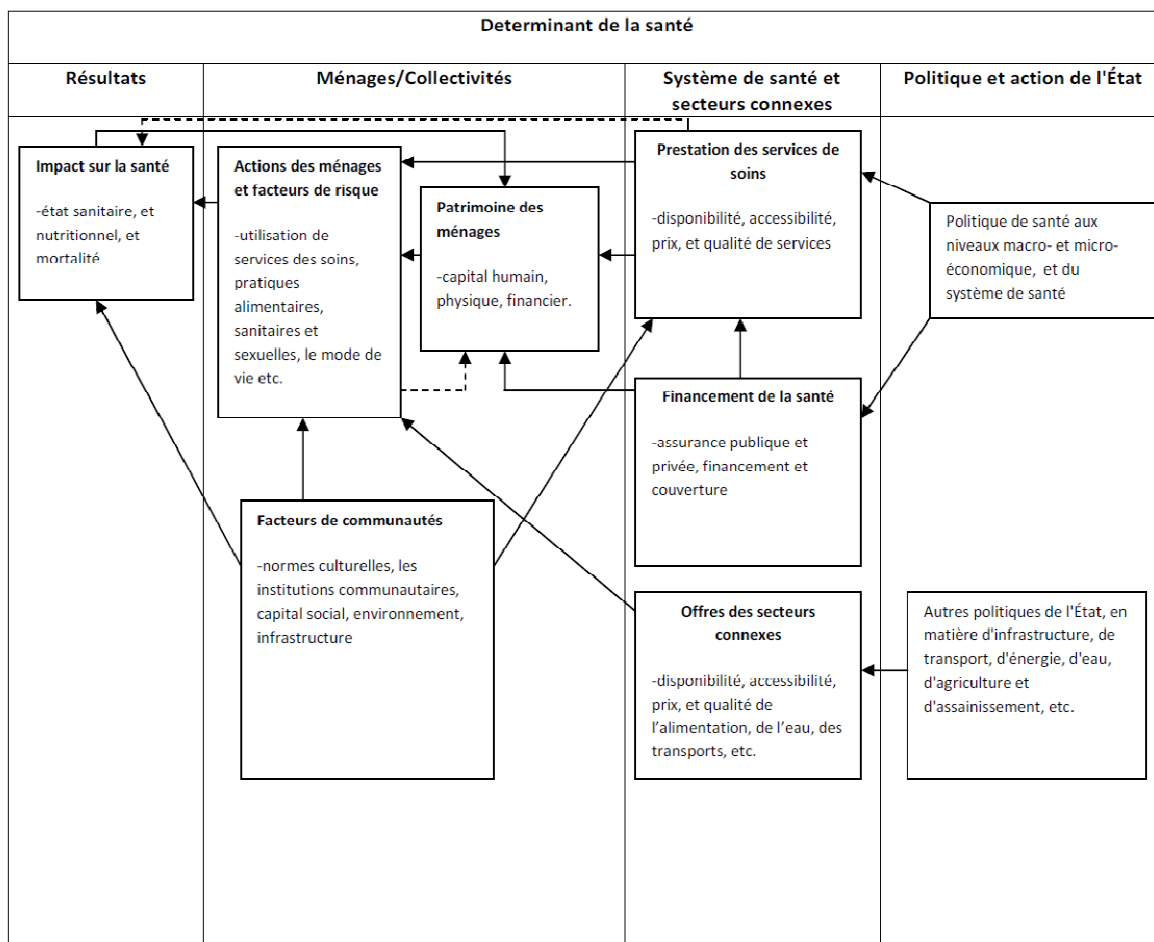 Determinant de la santé
Résultats
Ménages/Collectivités
Système de santé et
secteurs connexes
Politique et action de l'État
Impact sur la santé
-état sanitaire, et
nutritionnel, et
mortalité
Actions des ménages
et facteurs de risque
-utilisation de
services des soins,
pratiques
alimentaires,
sanitaires et
sexuelles, le mode de
vie etc.
Patrimoine des
ménages
-capital humain,
physique, financier.
Prestation des services de
soins
-disponibilité, accessibilité,
prix, et qualité de services
Politique de santé aux
niveaux macro- et micro-
économique, et du
système de santé
Financement de la santé
-assurance publique et
privée, financement et
couverture
Facteurs de communautés
-normes culturelles, les
institutions communautaires,
capital social, environnement,
infrastructure
Offres des secteurs
connexes
-disponibilité, accessibilité,
prix, et qualité de
l’alimentation, de l’eau, des
transports, etc.
Autres politiques de l'État, en
matière d'infrastructure, de
transport, d'énergie, d'eau,
d'agriculture et
d'assainissement, etc.